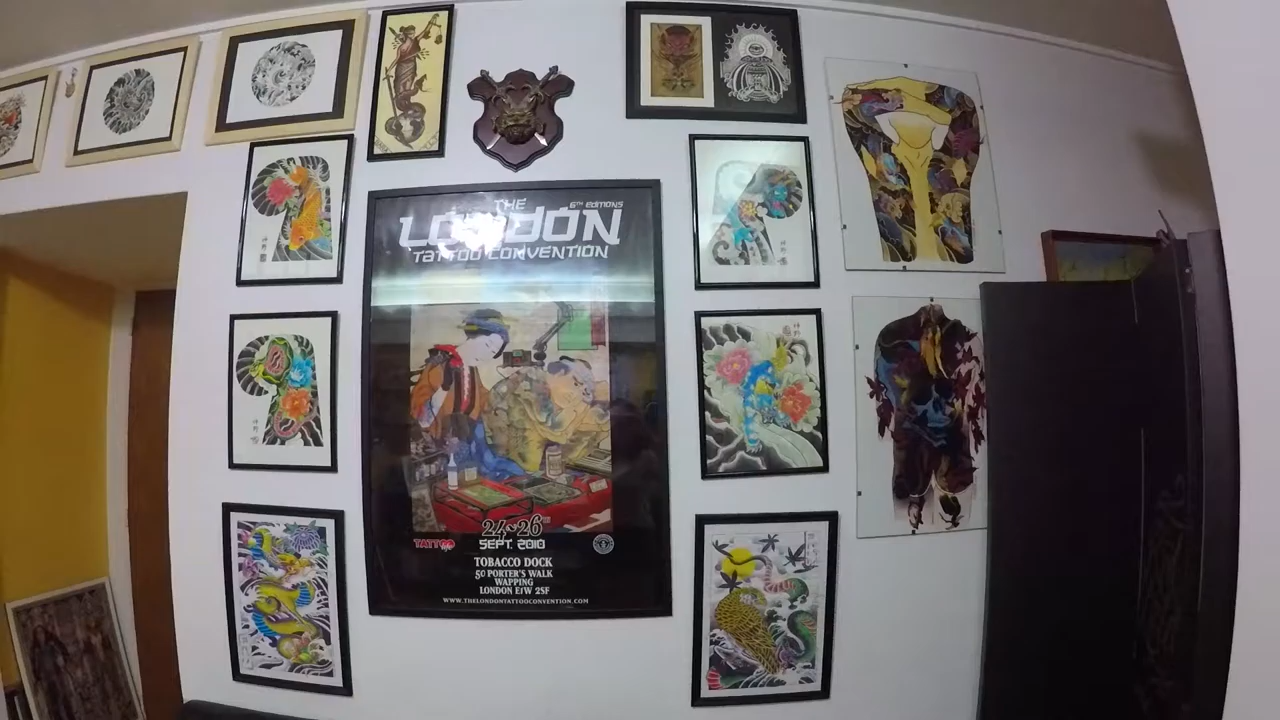 THE
6TH EDITIONS
LONDON
TATTOO CONVENTION
24~26
SEPT. 2010
TATTOO
TOBACCO DOCK
50 PORTER'S WALK
WAPPING
LONDON E1W 2SF
WWW.THELONDONTATTOOCONVENTION.COM